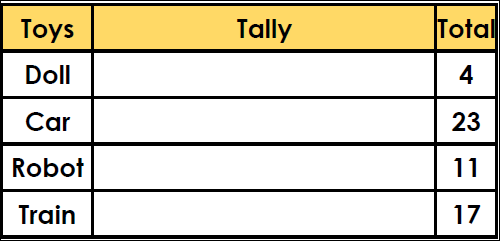 Toys Tally Total
Doll 4
Car 23
Robot 11
Train 17